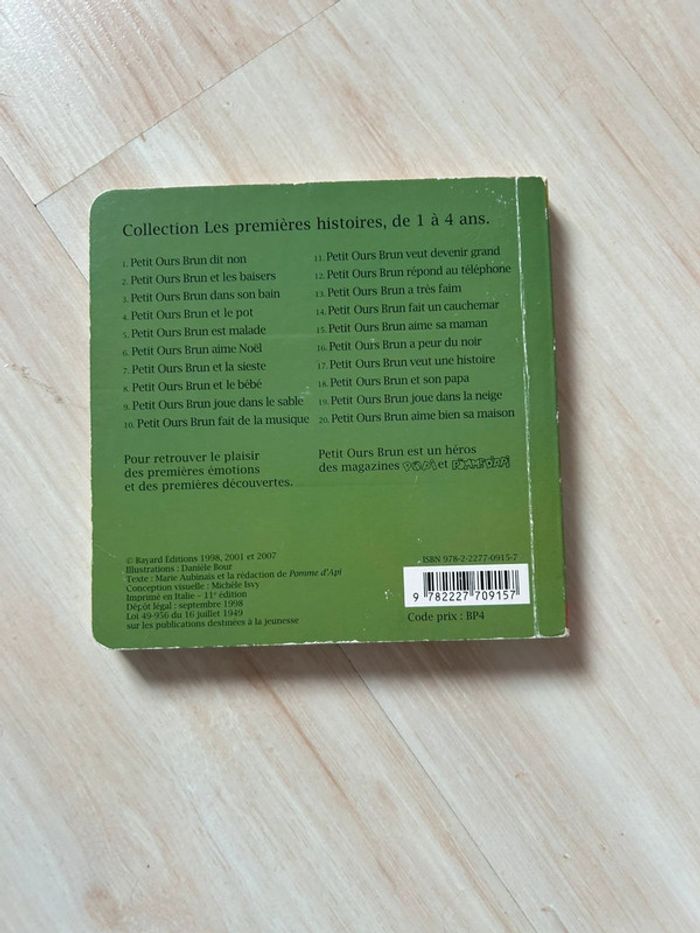 Collection Les premières histoires, de 1 à 4 ans.
1. Petit Ours Brun dit non
2. Petit Ours Brun et les baisers
3. Petit Ours Brun dans son bain
4. Petit Ours Brun et le pot
5. Petit Ours Brun est malade
6. Petit Ours Brun aime Noël
7. Petit Ours Brun et la sieste
8. Petit Ours Brun et le bébé
9. Petit Ours Brun joue dans le sable
10. Petit Ours Brun fait de la musique
11. Petit Ours Brun veut devenir grand
12. Petit Ours Brun répond au téléphone
13. Petit Ours Brun a très faim
14. Petit Ours Brun fait un cauchemar
15. Petit Ours Brun aime sa maman
16. Petit Ours Brun a peur du noir
17. Petit Ours Brun veut une histoire
18. Petit Ours Brun et son papa
19. Petit Ours Brun joue dans la neige
20. Petit Ours Brun aime bien sa maison
Pour retrouver le plaisir
des premières émotions
et des premières découvertes.
Petit Ours Brun est un héros
des magazines POPI et POMME D'API
© Bayard Éditions 1998, 2001 et 2007
Illustrations : Danièle Bour
Texte : Marie Aubinais et la rédaction de Pomme d'Api
Conception visuelle : Michèle Isvy
Imprimé en Italie – 11e édition
Dépôt légal : septembre 1998
Loi 49-956 du 16 juillet 1949
sur les publications destinées à la jeunesse
ISBN 978-2-2277-0915-7
9 782227 709157
Code prix : BP4